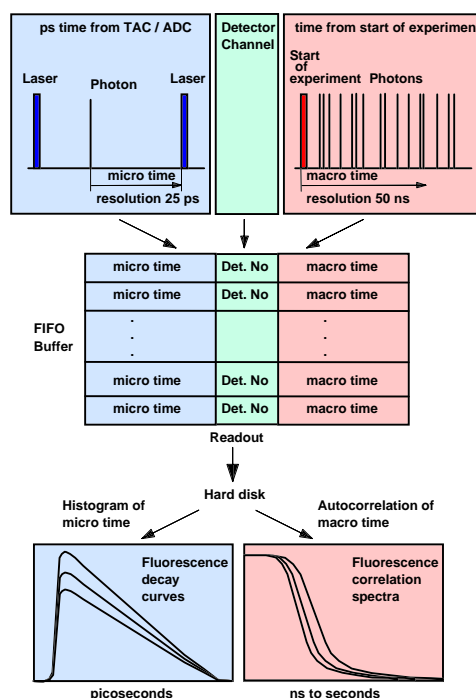 ps time from TAC / ADC
Laser
Photon
Laser
micro time
resolution 25 ps
Detector
Channel
time from start of experiment
Start
of
experiment
Photons
macro time
resolution 50 ns
micro time Det. No macro time
micro time Det. No macro time
. .
. .
. .
FIFO
Buffer
micro time Det. No macro time
micro time Det. No macro time
Readout
Hard disk
Histogram of
micro time
Autocorrelation of
macro time
Fluorescence
decay
curves
Fluorescence
correlation
spectra
picoseconds
ns to seconds